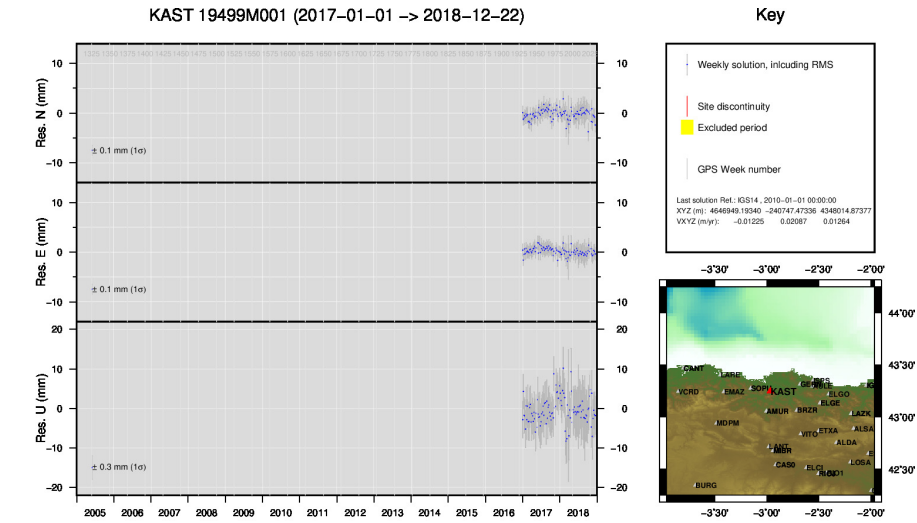 KAST 19499M001 (2017−01−01 −> 2018−12−22)
Key
Res. N (mm)
10
0
−10
10
0
−10
± 0.1 mm (1σ)
Res. E (mm)
10
0
−10
10
0
−10
± 0.1 mm (1σ)
Res. U (mm)
20
10
0
−10
−20
20
10
0
−10
−20
± 0.3 mm (1σ)
2005 2006 2007 2008 2009 2010 2011 2012 2013 2014 2015 2016 2017 2018
Weekly solution, inlcuding RMS
Site discontinuity
Excluded period
GPS Week number
Last solution Ref.: IGS14 , 2010−01−01 00:00:00
XYZ (m): 4646949.19340 −240747.47336 4348014.87377
VXYZ (m/yr): −0.01225 0.02087 0.01264
−3˚30' −3˚00' −2˚30' −2˚00'
44˚00'
43˚30'
43˚00'
42˚30'
CANT
VCRD
EMAZ
SOPU
KAST
ELGO
ELGE
AMUR
BRZR
LAZK
MDPM
VITO
ETXA
ALSA
ALDA
LANT
CAS0
ELCI
LOSA
BURG
−3˚30' −3˚00' −2˚30' −2˚00'